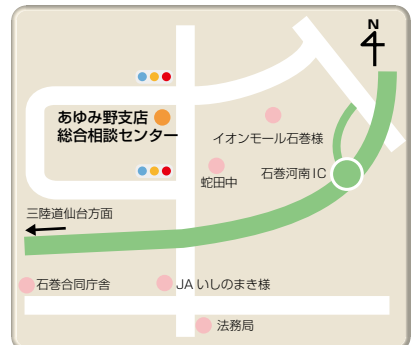 N
あゆみ野支店
総合相談センター
イオンモール石巻様
石巻河南IC
蛇田中
三陸道仙台方面
石巻合同庁舎
JA いしのまき様
法務局